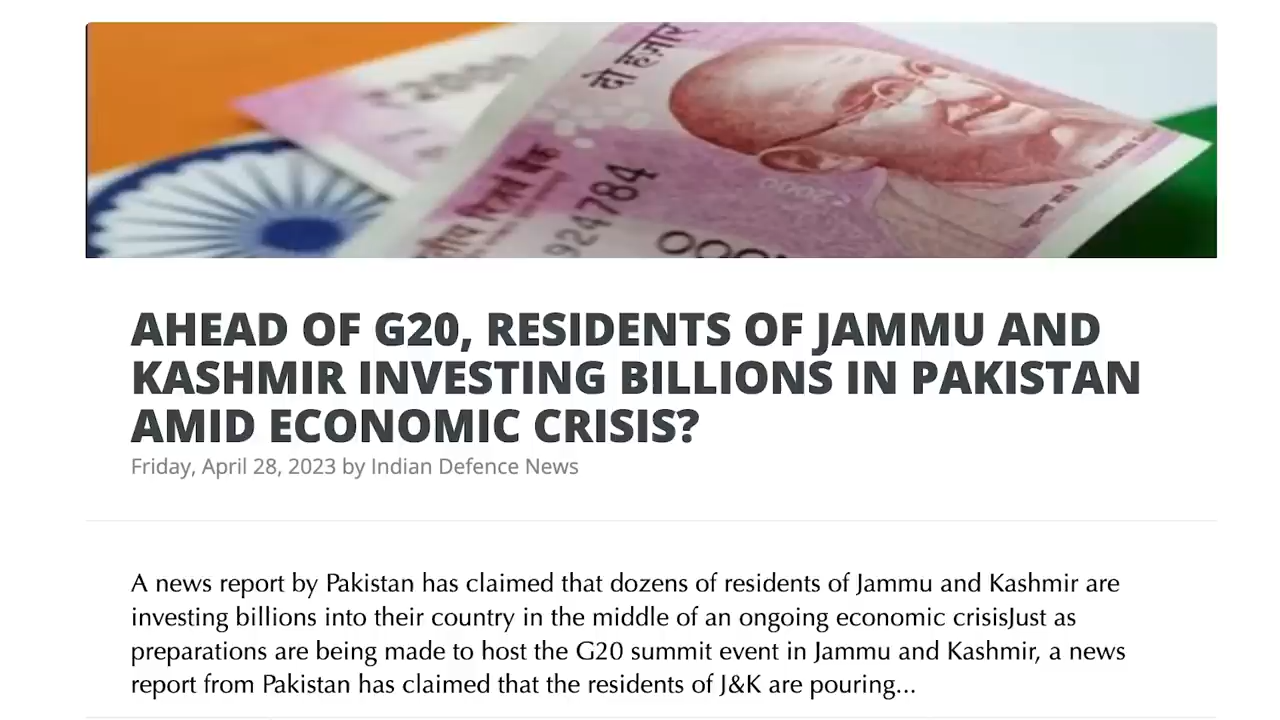 ₹2000
दो हज़ार
रिज़र्व बैंक
924784
AHEAD OF G20, RESIDENTS OF JAMMU AND
KASHMIR INVESTING BILLIONS IN PAKISTAN
AMID ECONOMIC CRISIS?
Friday, April 28, 2023 by Indian Defence News
A news report by Pakistan has claimed that dozens of residents of Jammu and Kashmir are
investing billions into their country in the middle of an ongoing economic crisisJust as
preparations are being made to host the G20 summit event in Jammu and Kashmir, a news
report from Pakistan has claimed that the residents of J&K are pouring...